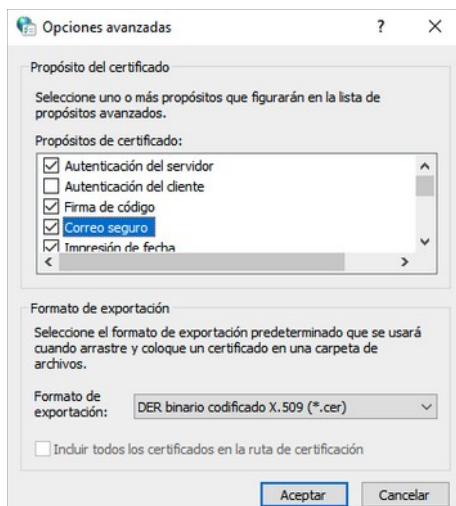 Opciones avanzadas
Propósito del certificado
Seleccione uno o más propósitos que figurarán en la lista de
propósitos avanzados.
Propósitos de certificado:
Autenticación del servidor
Autenticación del cliente
Firma de código
Correo seguro
Impresión de fecha
Formato de exportación
Seleccione el formato de exportación predeterminado que se usará
cuando arrastre y coloque un certificado en una carpeta de
archivos.
Formato de
exportación:
DER binario codificado X.509 (*.cer)
Incluir todos los certificados en la ruta de certificación
Aceptar
Cancelar